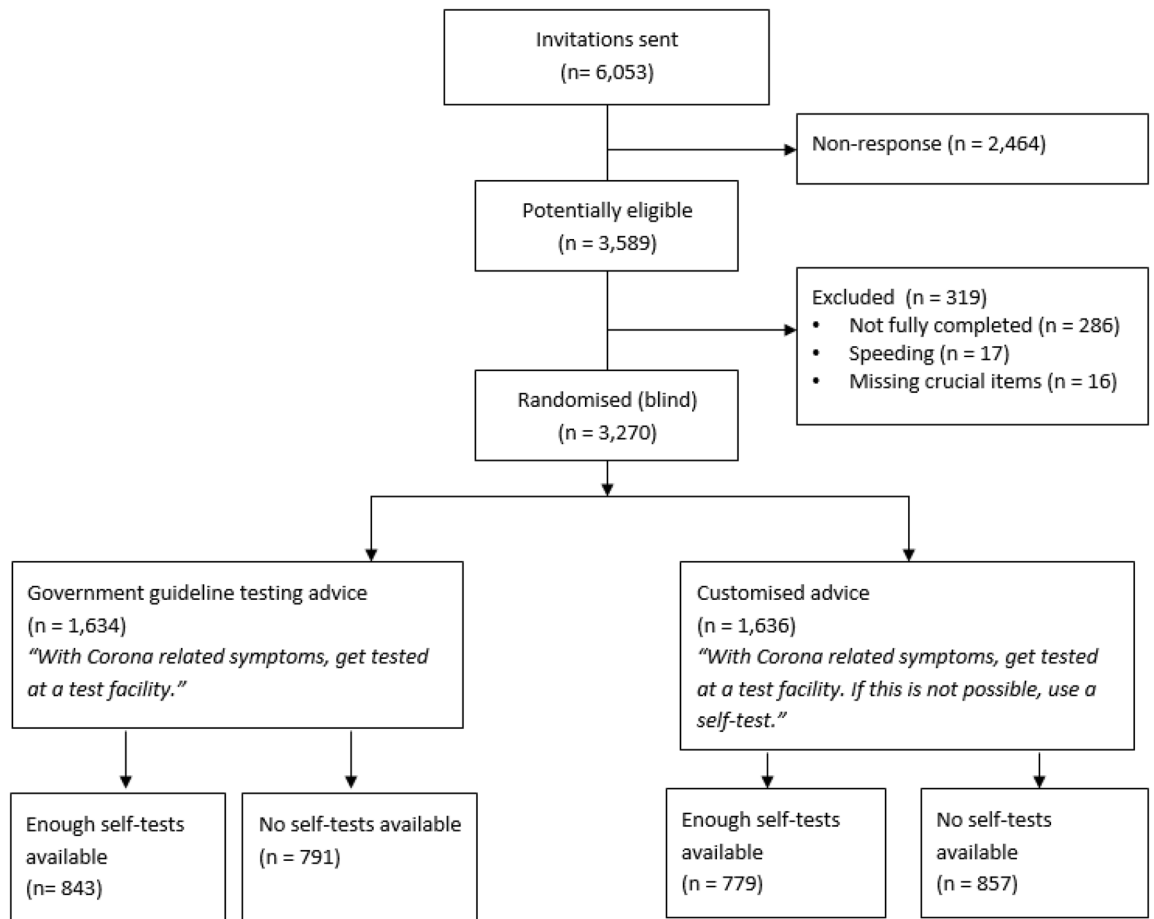 Invitations sent
(n= 6,053)
Non-response (n = 2,464)
Potentially eligible
(n = 3,589)
Excluded  (n = 319)
• Not fully completed (n = 286)
• Speeding (n = 17)
• Missing crucial items (n = 16)
Randomised (blind)
(n = 3,270)
Government guideline testing advice
(n = 1,634)
“With Corona related symptoms, get tested
at a test facility.”
Customised advice
(n = 1,636)
“With Corona related symptoms, get tested
at a test facility. If this is not possible, use a
self-test.”
Enough self-tests
available
(n= 843)
No self-tests available
(n = 791)
Enough self-tests
available
(n = 779)
No self-tests
available
(n = 857)